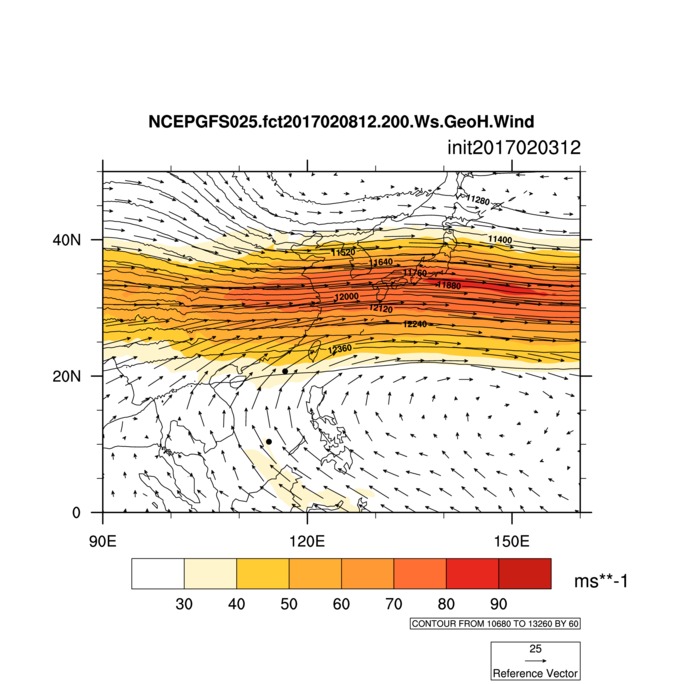 NCEPGFS025.fct2017020812.200.Ws.GeoH.Wind
init2017020312
11280
40N
11400
11520
11640
11760
11880
12000
12120
12240
12360
20N
0
90E
120E
150E
ms**-1
30
40
50
60
70
80
90
CONTOUR FROM 10680 TO 13260 BY 60
25
Reference Vector